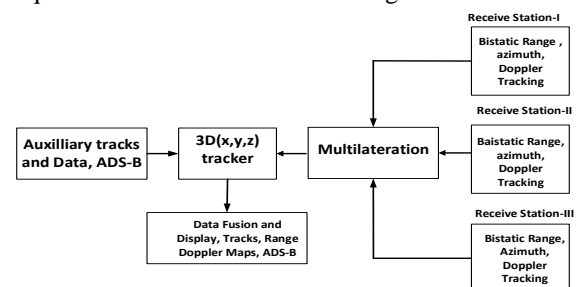 Receive Station-I
Bistatic Range ,
azimuth,
Doppler
Tracking
Receive Station-II
Baistatic Range,
azimuth,
Doppler
Tracking
Receive Station-III
Bistatic Range,
Azimuth,
Doppler
Tracking
Multilateration
3D(x,y,z)
tracker
Auxilliary tracks
and Data, ADS-B
Data Fusion and
Display, Tracks, Range
Doppler Maps, ADS-B